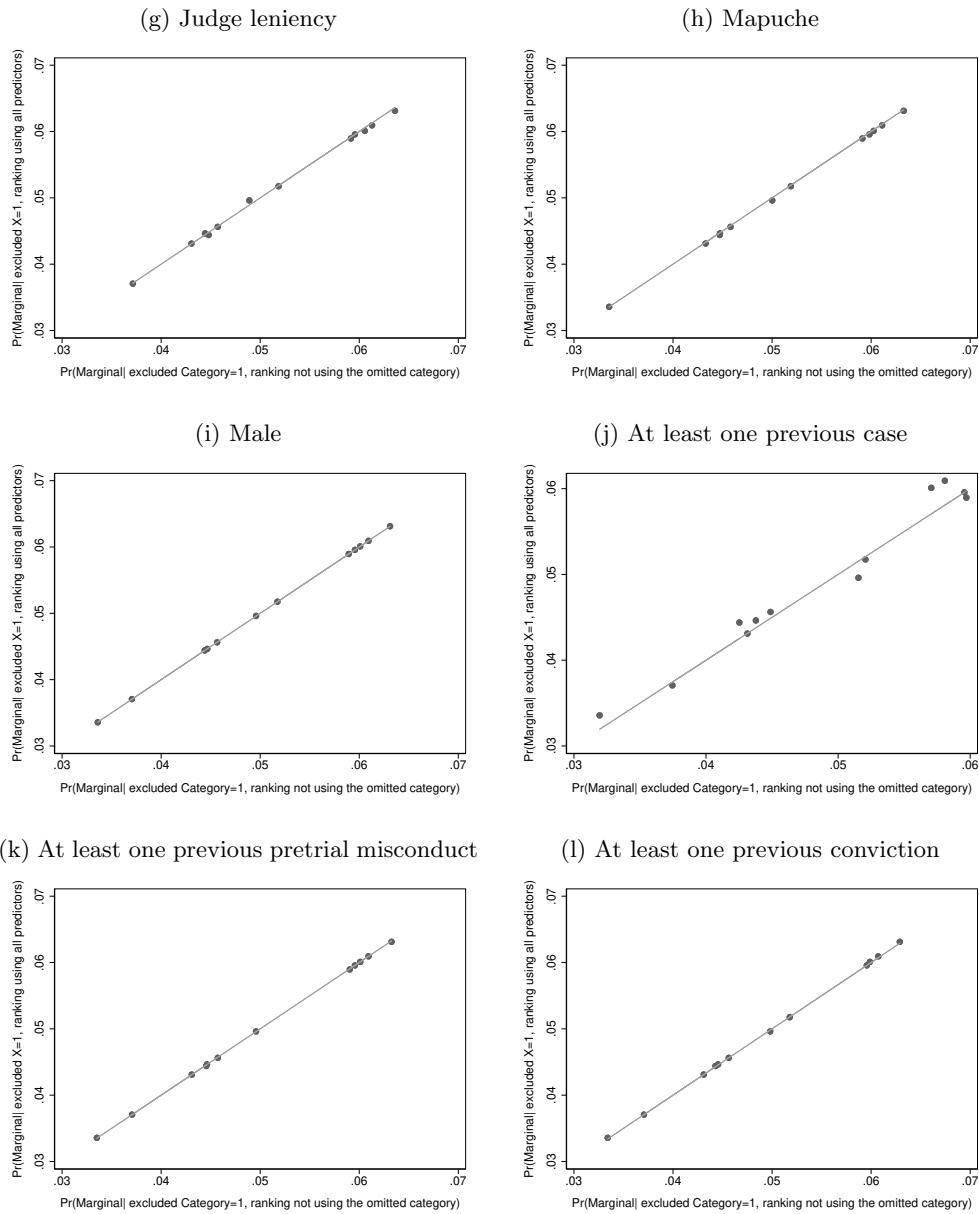 (g) Judge leniency
Pr(Marginal| excluded X=1, ranking using all predictors)
.07
.06
.05
.04
.03
.03 .04 .05 .06 .07
Pr(Marginal| excluded Category=1, ranking not using the omitted category)
(h) Mapuche
Pr(Marginal| excluded X=1, ranking using all predictors)
.07
.06
.05
.04
.03
.03 .04 .05 .06 .07
Pr(Marginal| excluded Category=1, ranking not using the omitted category)
(i) Male
Pr(Marginal| excluded X=1, ranking using all predictors)
.07
.06
.05
.04
.03
.03 .04 .05 .06 .07
Pr(Marginal| excluded Category=1, ranking not using the omitted category)
(j) At least one previous case
Pr(Marginal| excluded X=1, ranking using all predictors)
.06
.05
.04
.03
.03 .04 .05 .06
Pr(Marginal| excluded Category=1, ranking not using the omitted category)
(k) At least one previous pretrial misconduct
Pr(Marginal| excluded X=1, ranking using all predictors)
.07
.06
.05
.04
.03
.03 .04 .05 .06 .07
Pr(Marginal| excluded Category=1, ranking not using the omitted category)
(l) At least one previous conviction
Pr(Marginal| excluded X=1, ranking using all predictors)
.07
.06
.05
.04
.03
.03 .04 .05 .06 .07
Pr(Marginal| excluded Category=1, ranking not using the omitted category)